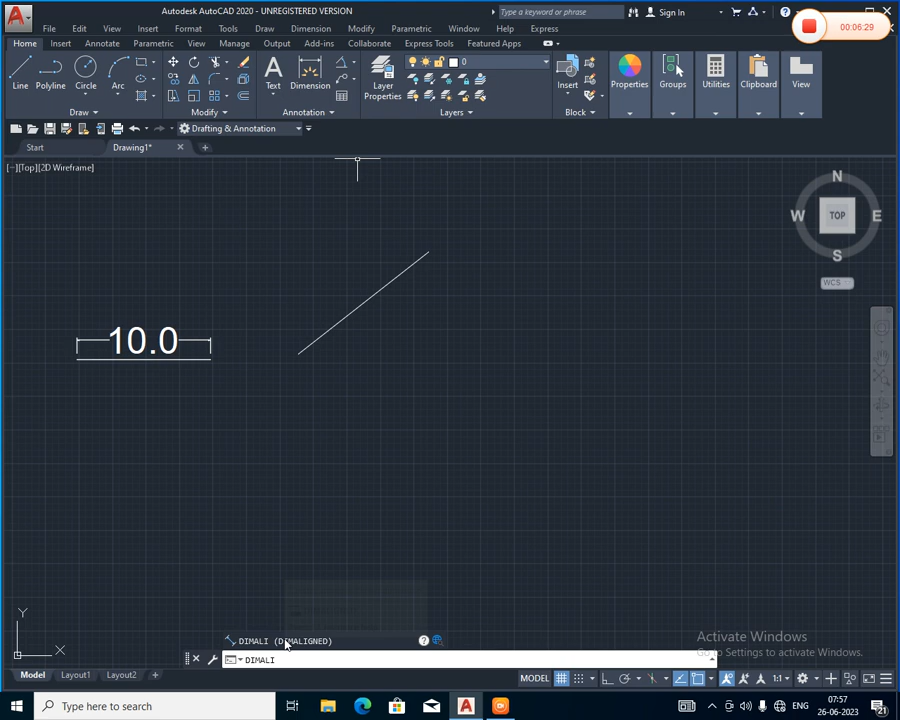 Autodesk AutoCAD 2020 - UNREGISTERED VERSION
Type a keyword or phrase
Sign In
00:06:29
File Edit View Insert Format Tools Draw Dimension Modify Parametric Window Help Express
Home Insert Annotate Parametric View Manage Output Add-ins Collaborate Express Tools Featured Apps
0
Line Polyline Circle Arc Text Dimension Layer Properties Insert Properties Groups Utilities Clipboard View
Draw Modify Annotation Layers Block
Drafting & Annotation
Start Drawing1*
[−][Top][2D Wireframe]
N
W TOP E
S
WCS
10.0
Y
X
DIMALI (DIMALIGNED)
DIMALI
Activate Windows
Go to Settings to activate Windows.
Model Layout1 Layout2
MODEL 1:1
Type here to search
ENG
07:57
26-06-2023
21